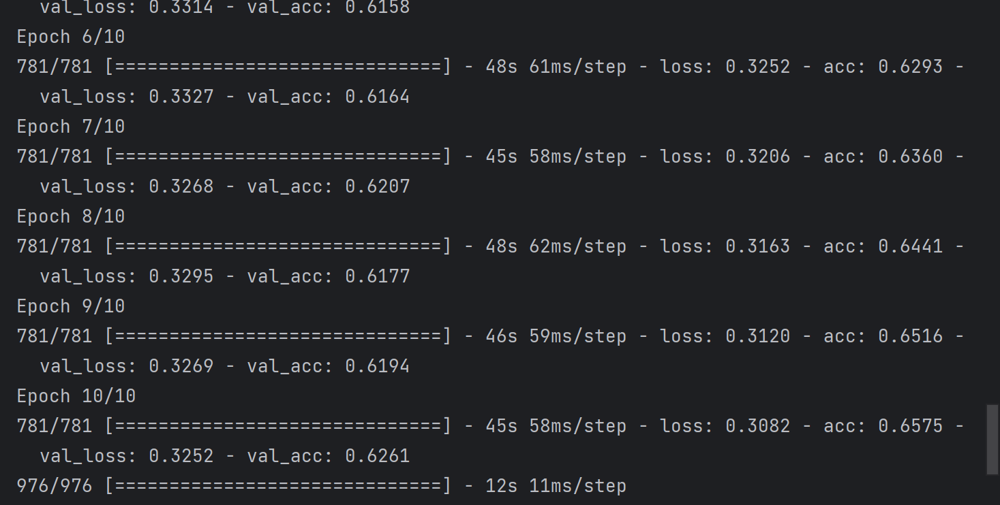 val_loss: 0.3314 - val_acc: 0.6158
Epoch 6/10
781/781 [==============================] - 48s 61ms/step - loss: 0.3252 - acc: 0.6293 -
val_loss: 0.3327 - val_acc: 0.6164
Epoch 7/10
781/781 [==============================] - 45s 58ms/step - loss: 0.3206 - acc: 0.6360 -
val_loss: 0.3268 - val_acc: 0.6207
Epoch 8/10
781/781 [==============================] - 48s 62ms/step - loss: 0.3163 - acc: 0.6441 -
val_loss: 0.3295 - val_acc: 0.6177
Epoch 9/10
781/781 [==============================] - 46s 59ms/step - loss: 0.3120 - acc: 0.6516 -
val_loss: 0.3269 - val_acc: 0.6194
Epoch 10/10
781/781 [==============================] - 45s 58ms/step - loss: 0.3082 - acc: 0.6575 -
val_loss: 0.3252 - val_acc: 0.6261
976/976 [==============================] - 12s 11ms/step